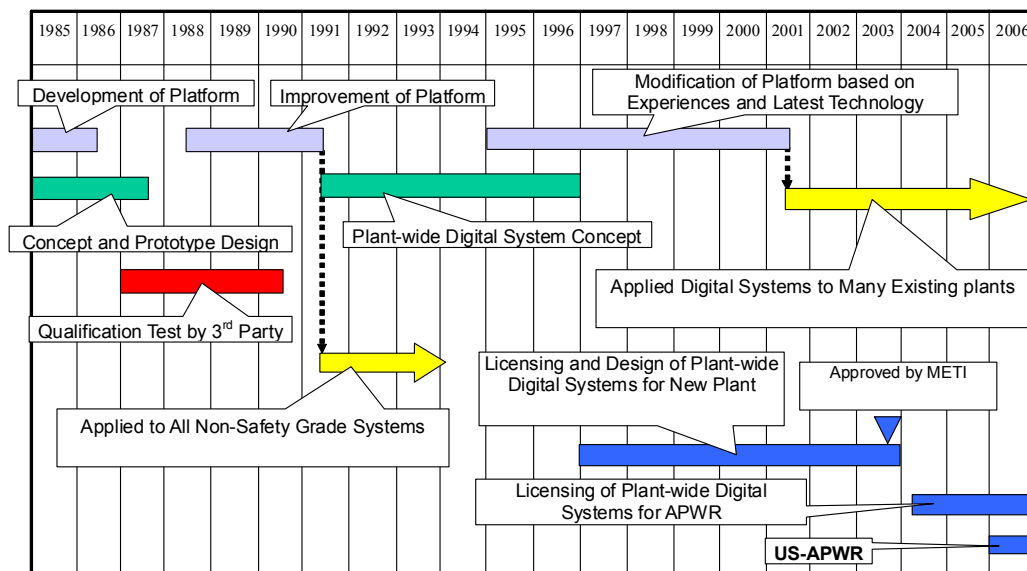 1985 1986 1987 1988 1989 1990 1991 1992 1993 1994 1995 1996 1997 1998 1999 2000 2001 2002 2003 2004 2005 2006
Development of Platform
Improvement of Platform
Modification of Platform based on
Experiences and Latest Technology
Concept and Prototype Design
Plant-wide Digital System Concept
Applied Digital Systems to Many Existing plants
Qualification Test by 3rd Party
Licensing and Design of Plant-wide
Digital Systems for New Plant
Approved by METI
Applied to All Non-Safety Grade Systems
Licensing of Plant-wide Digital
Systems for APWR
US-APWR